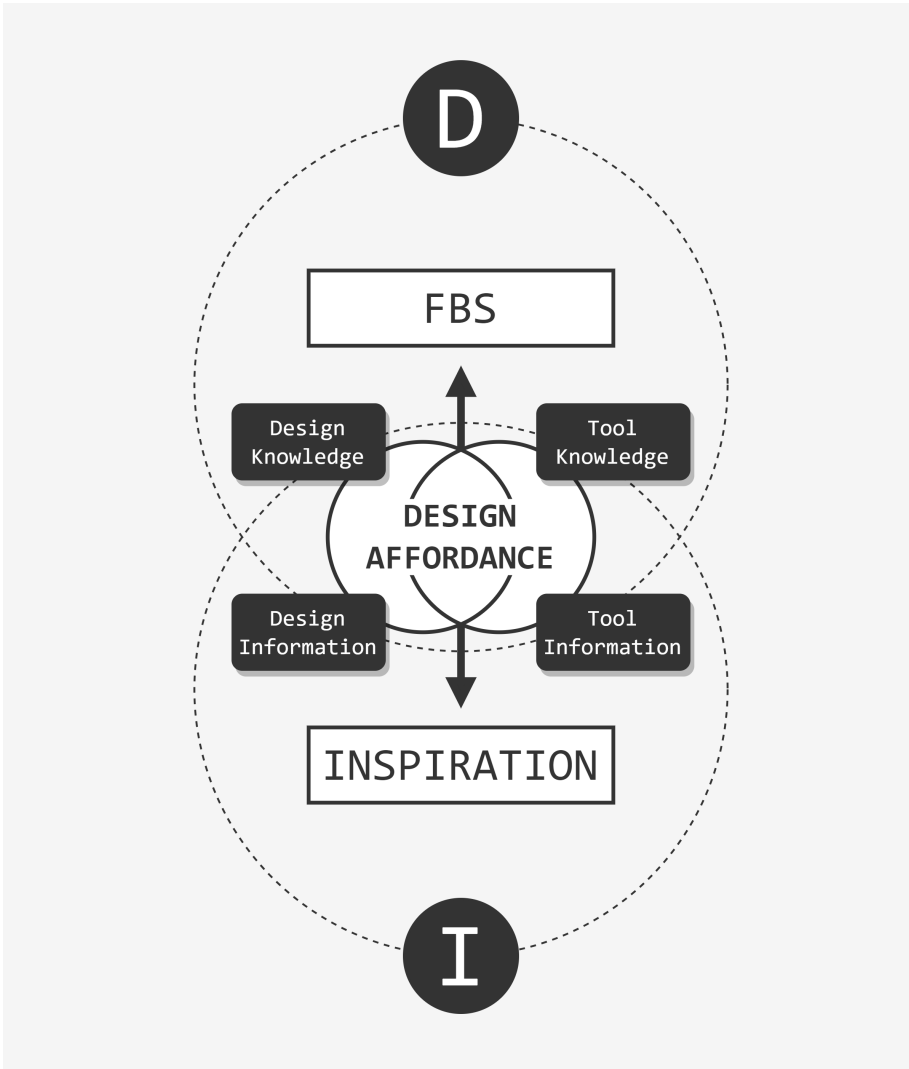 D
FBS
Design
Knowledge
Tool
Knowledge
DESIGN
AFFORDANCE
Design
Information
Tool
Information
INSPIRATION
I